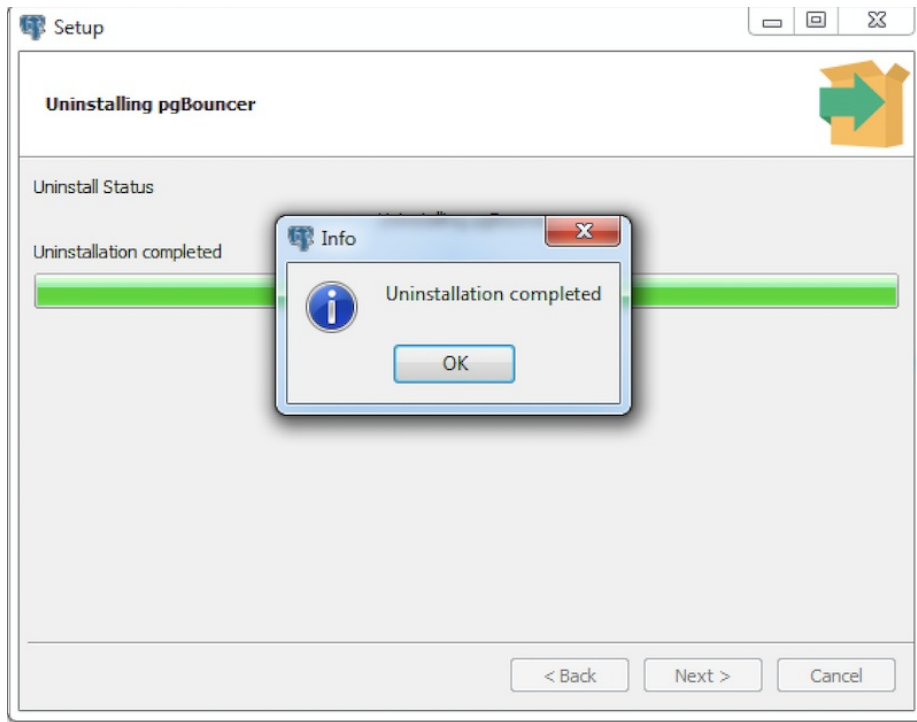 Setup
Uninstalling pgBouncer
Uninstall Status
Uninstallation completed
Info
Uninstallation completed
OK
< Back
Next >
Cancel